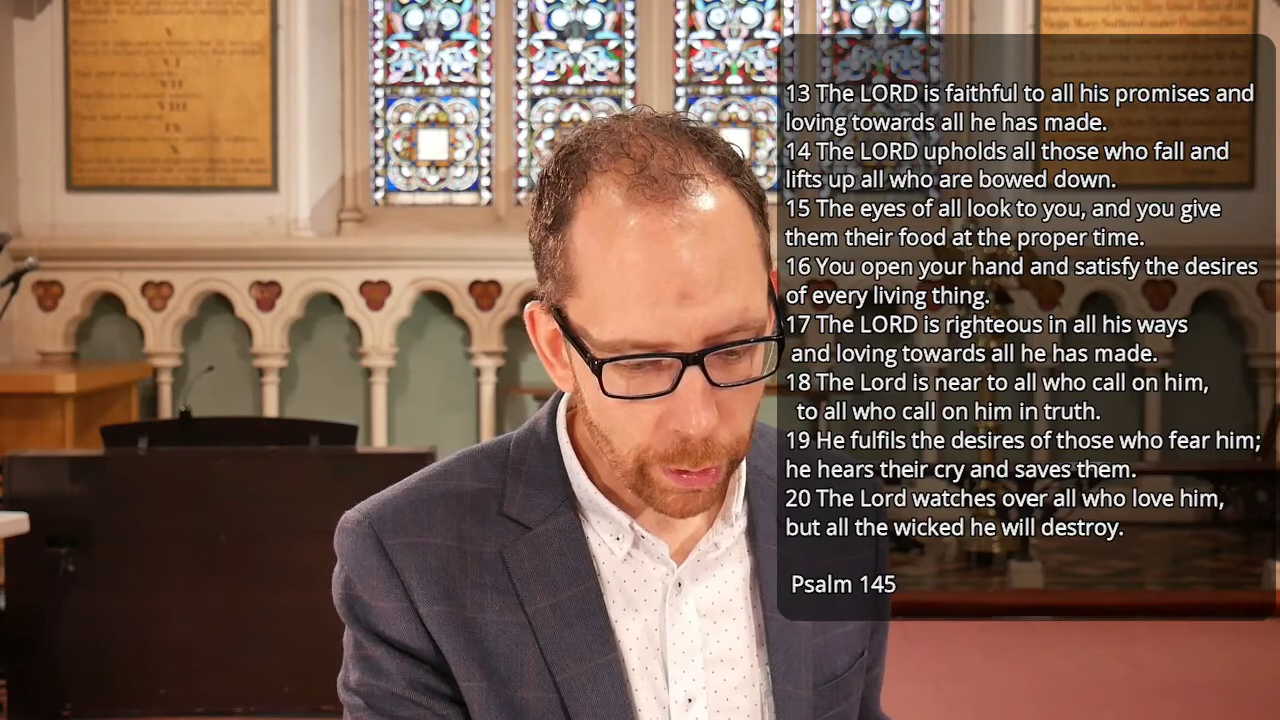 V
VI
VII
VIII
IX
X
13 The LORD is faithful to all his promises and
loving towards all he has made.
14 The LORD upholds all those who fall and
lifts up all who are bowed down.
15 The eyes of all look to you, and you give
them their food at the proper time.
16 You open your hand and satisfy the desires
of every living thing.
17 The LORD is righteous in all his ways
and loving towards all he has made.
18 The Lord is near to all who call on him,
to all who call on him in truth.
19 He fulfils the desires of those who fear him;
he hears their cry and saves them.
20 The Lord watches over all who love him,
but all the wicked he will destroy.
Psalm 145